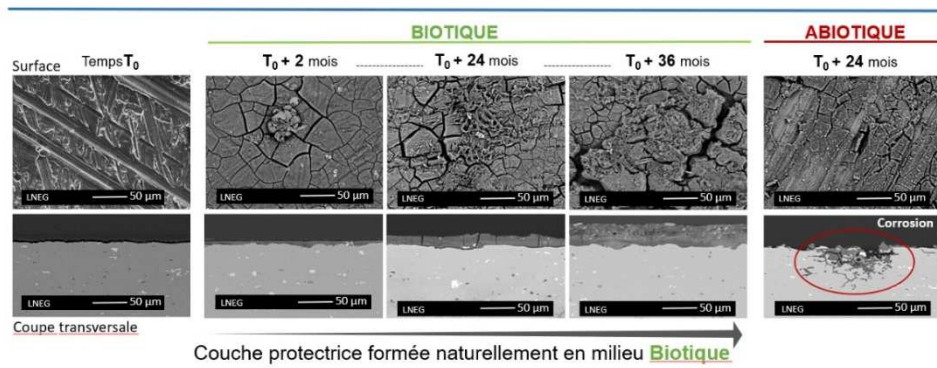 BIOTIQUE
ABIOTIQUE
Surface
Temps T₀
T₀ + 2 mois
T₀ + 24 mois
T₀ + 36 mois
T₀ + 24 mois
LNEG 50 µm
LNEG 50 µm
LNEG 50 µm
LNEG 50 µm
LNEG 50 µm
Corrosion
LNEG 50 µm
LNEG 50 µm
LNEG 50 µm
LNEG 50 µm
LNEG 50 µm
Coupe transversale
Couche protectrice formée naturellement en milieu Biotique